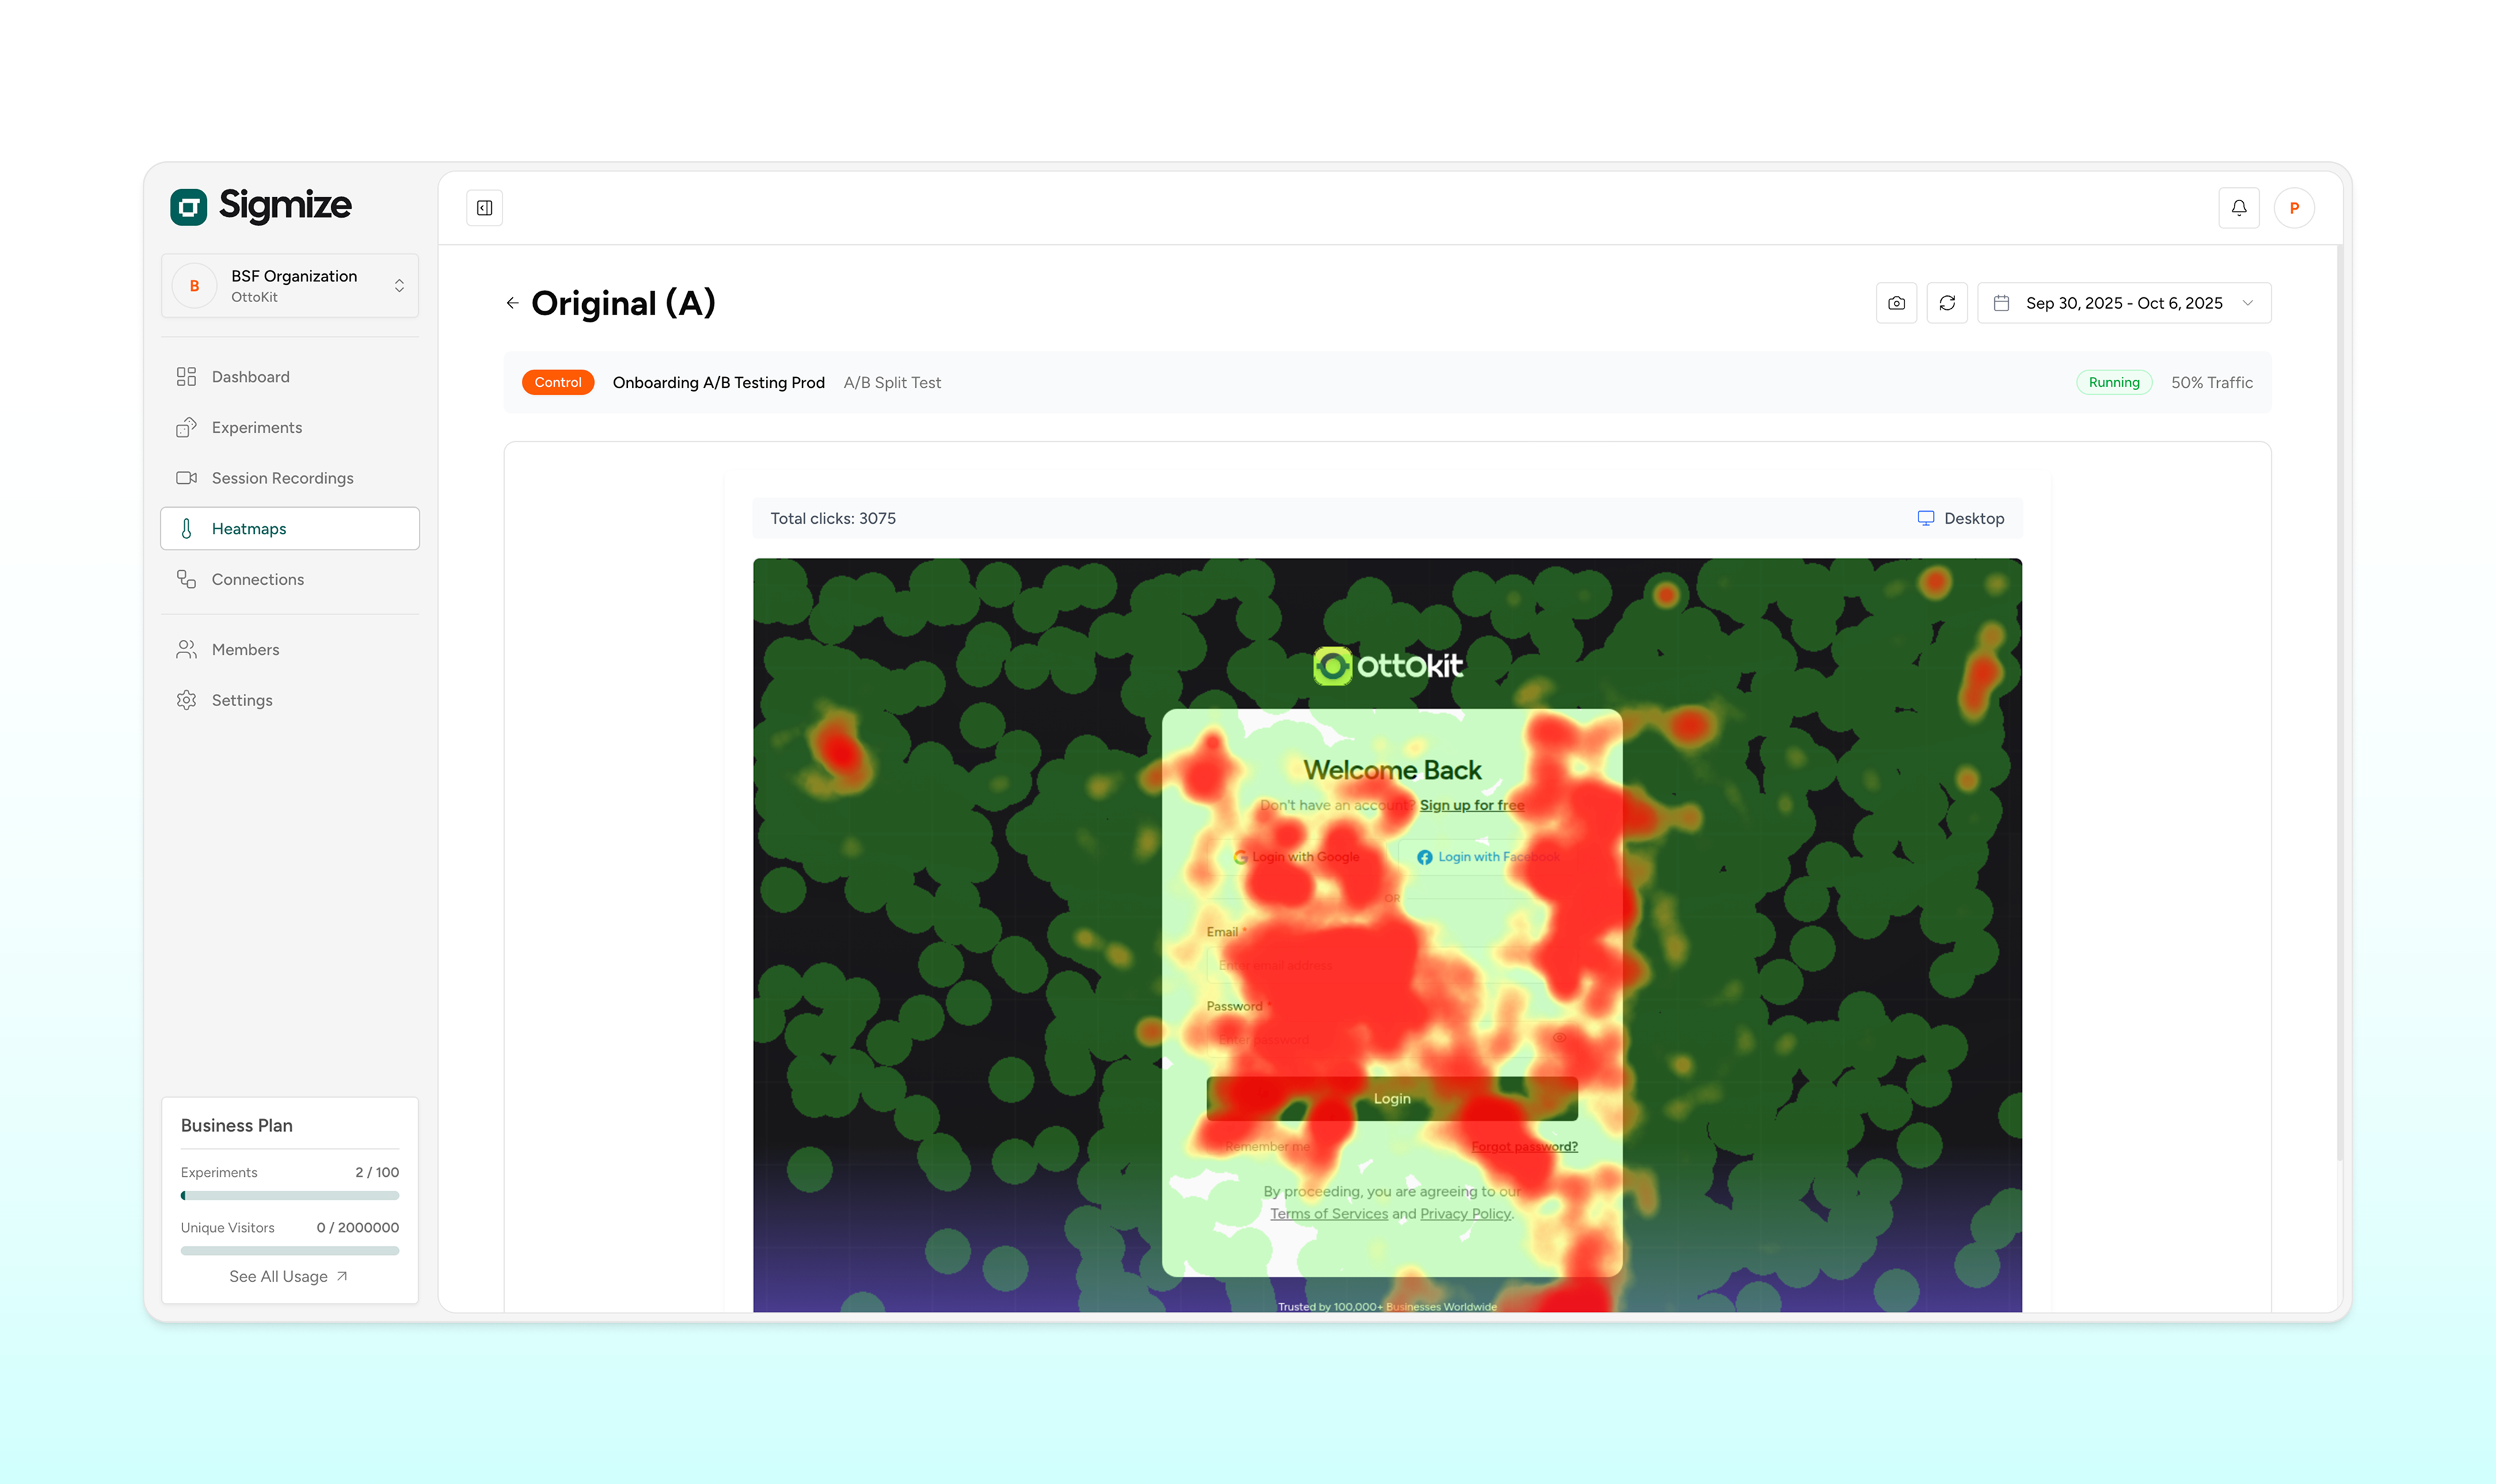 Sigmize
B
BSF Organization
OttoKit
Dashboard
Experiments
Session Recordings
Heatmaps
Connections
Members
Settings
Business Plan
Experiments 2 / 100
Unique Visitors 0 / 2000000
See All Usage
P
Original (A)
Sep 30, 2025 - Oct 6, 2025
Control Onboarding A/B Testing Prod A/B Split Test
Running 50% Traffic
Total clicks: 3075
Desktop
ottokit
Welcome Back
Don't have an account? Sign up for free
Login with Google
Login with Facebook
OR
Email *
Enter email address
Password *
Enter password
Login
Remember me
Forgot password?
By proceeding, you are agreeing to our
Terms of Services and Privacy Policy.
Trusted by 100,000+ Businesses Worldwide